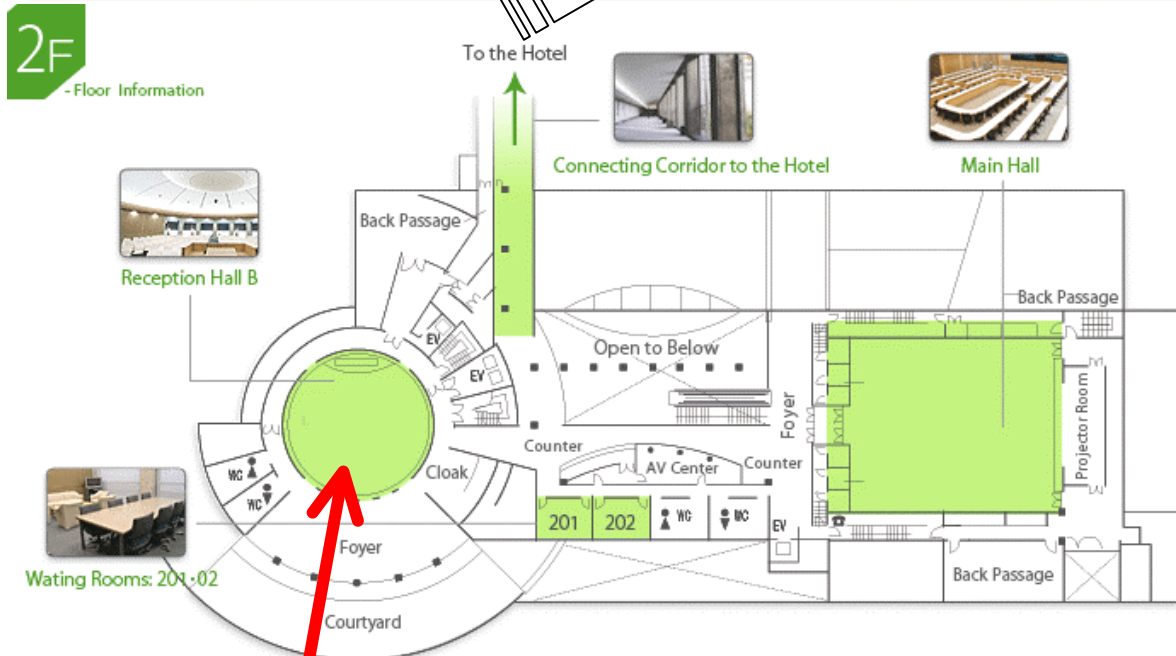 2F
- Floor Information
To the Hotel
Connecting Corridor to the Hotel
Main Hall
Back Passage
Reception Hall B
Back Passage
EV
Open to Below
EV
Foyer
Projector Room
Counter
Cloak
AV Center
Counter
WC
WC
201
202
WC
WC
EV
Foyer
Wating Rooms: 201·02
Back Passage
Courtyard